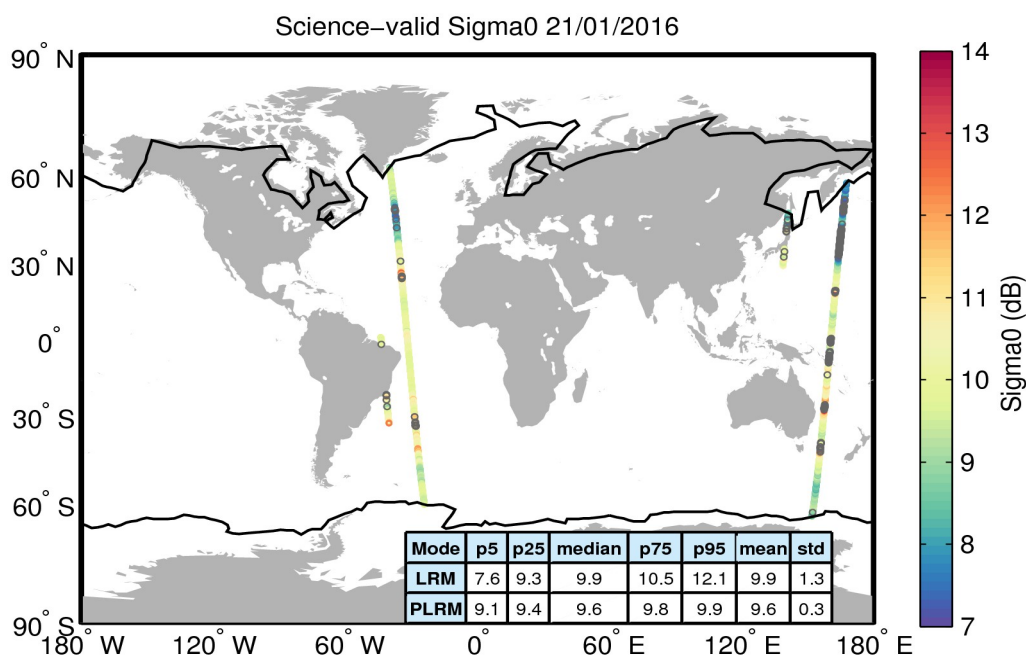 Science-valid Sigma0 21/01/2016
90° N
60° N
30° N
0°
30° S
60° S
90° S
180° W
120° W
60° W
0°
60° E
120° E
180° E
Mode p5 p25 median p75 p95 mean std
LRM 7.6 9.3 9.9 10.5 12.1 9.9 1.3
PLRM 9.1 9.4 9.6 9.8 9.9 9.6 0.3
14
13
12
11
10
9
8
7
Sigma0 (dB)